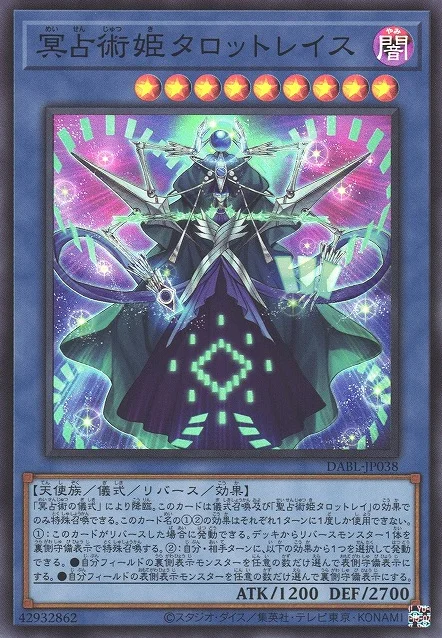 冥占術姫タロットレイス
闇
DABL-JP038
【天使族／儀式／リバース／効果】
「冥占術の儀式」により降臨。このカードは儀式召喚及び「聖占術姫タロットレイ」の効果で
のみ特殊召喚できる。このカード名の①②の効果はそれぞれ1ターンに1度しか使用できない。
①：このカードがリバースした場合に発動できる。デッキからリバースモンスター1体を
裏側守備表示で特殊召喚する。②：自分・相手ターンに、以下の効果から1つを選択して発動
できる。●自分フィールドの裏側表示モンスターを任意の数だけ選んで表側攻撃表示にする。
●自分フィールドの表側表示モンスターを任意の数だけ選んで裏側守備表示にする。
ATK/1200 DEF/2700
42932862
©スタジオ・ダイス／集英社・テレビ東京・KONAMI